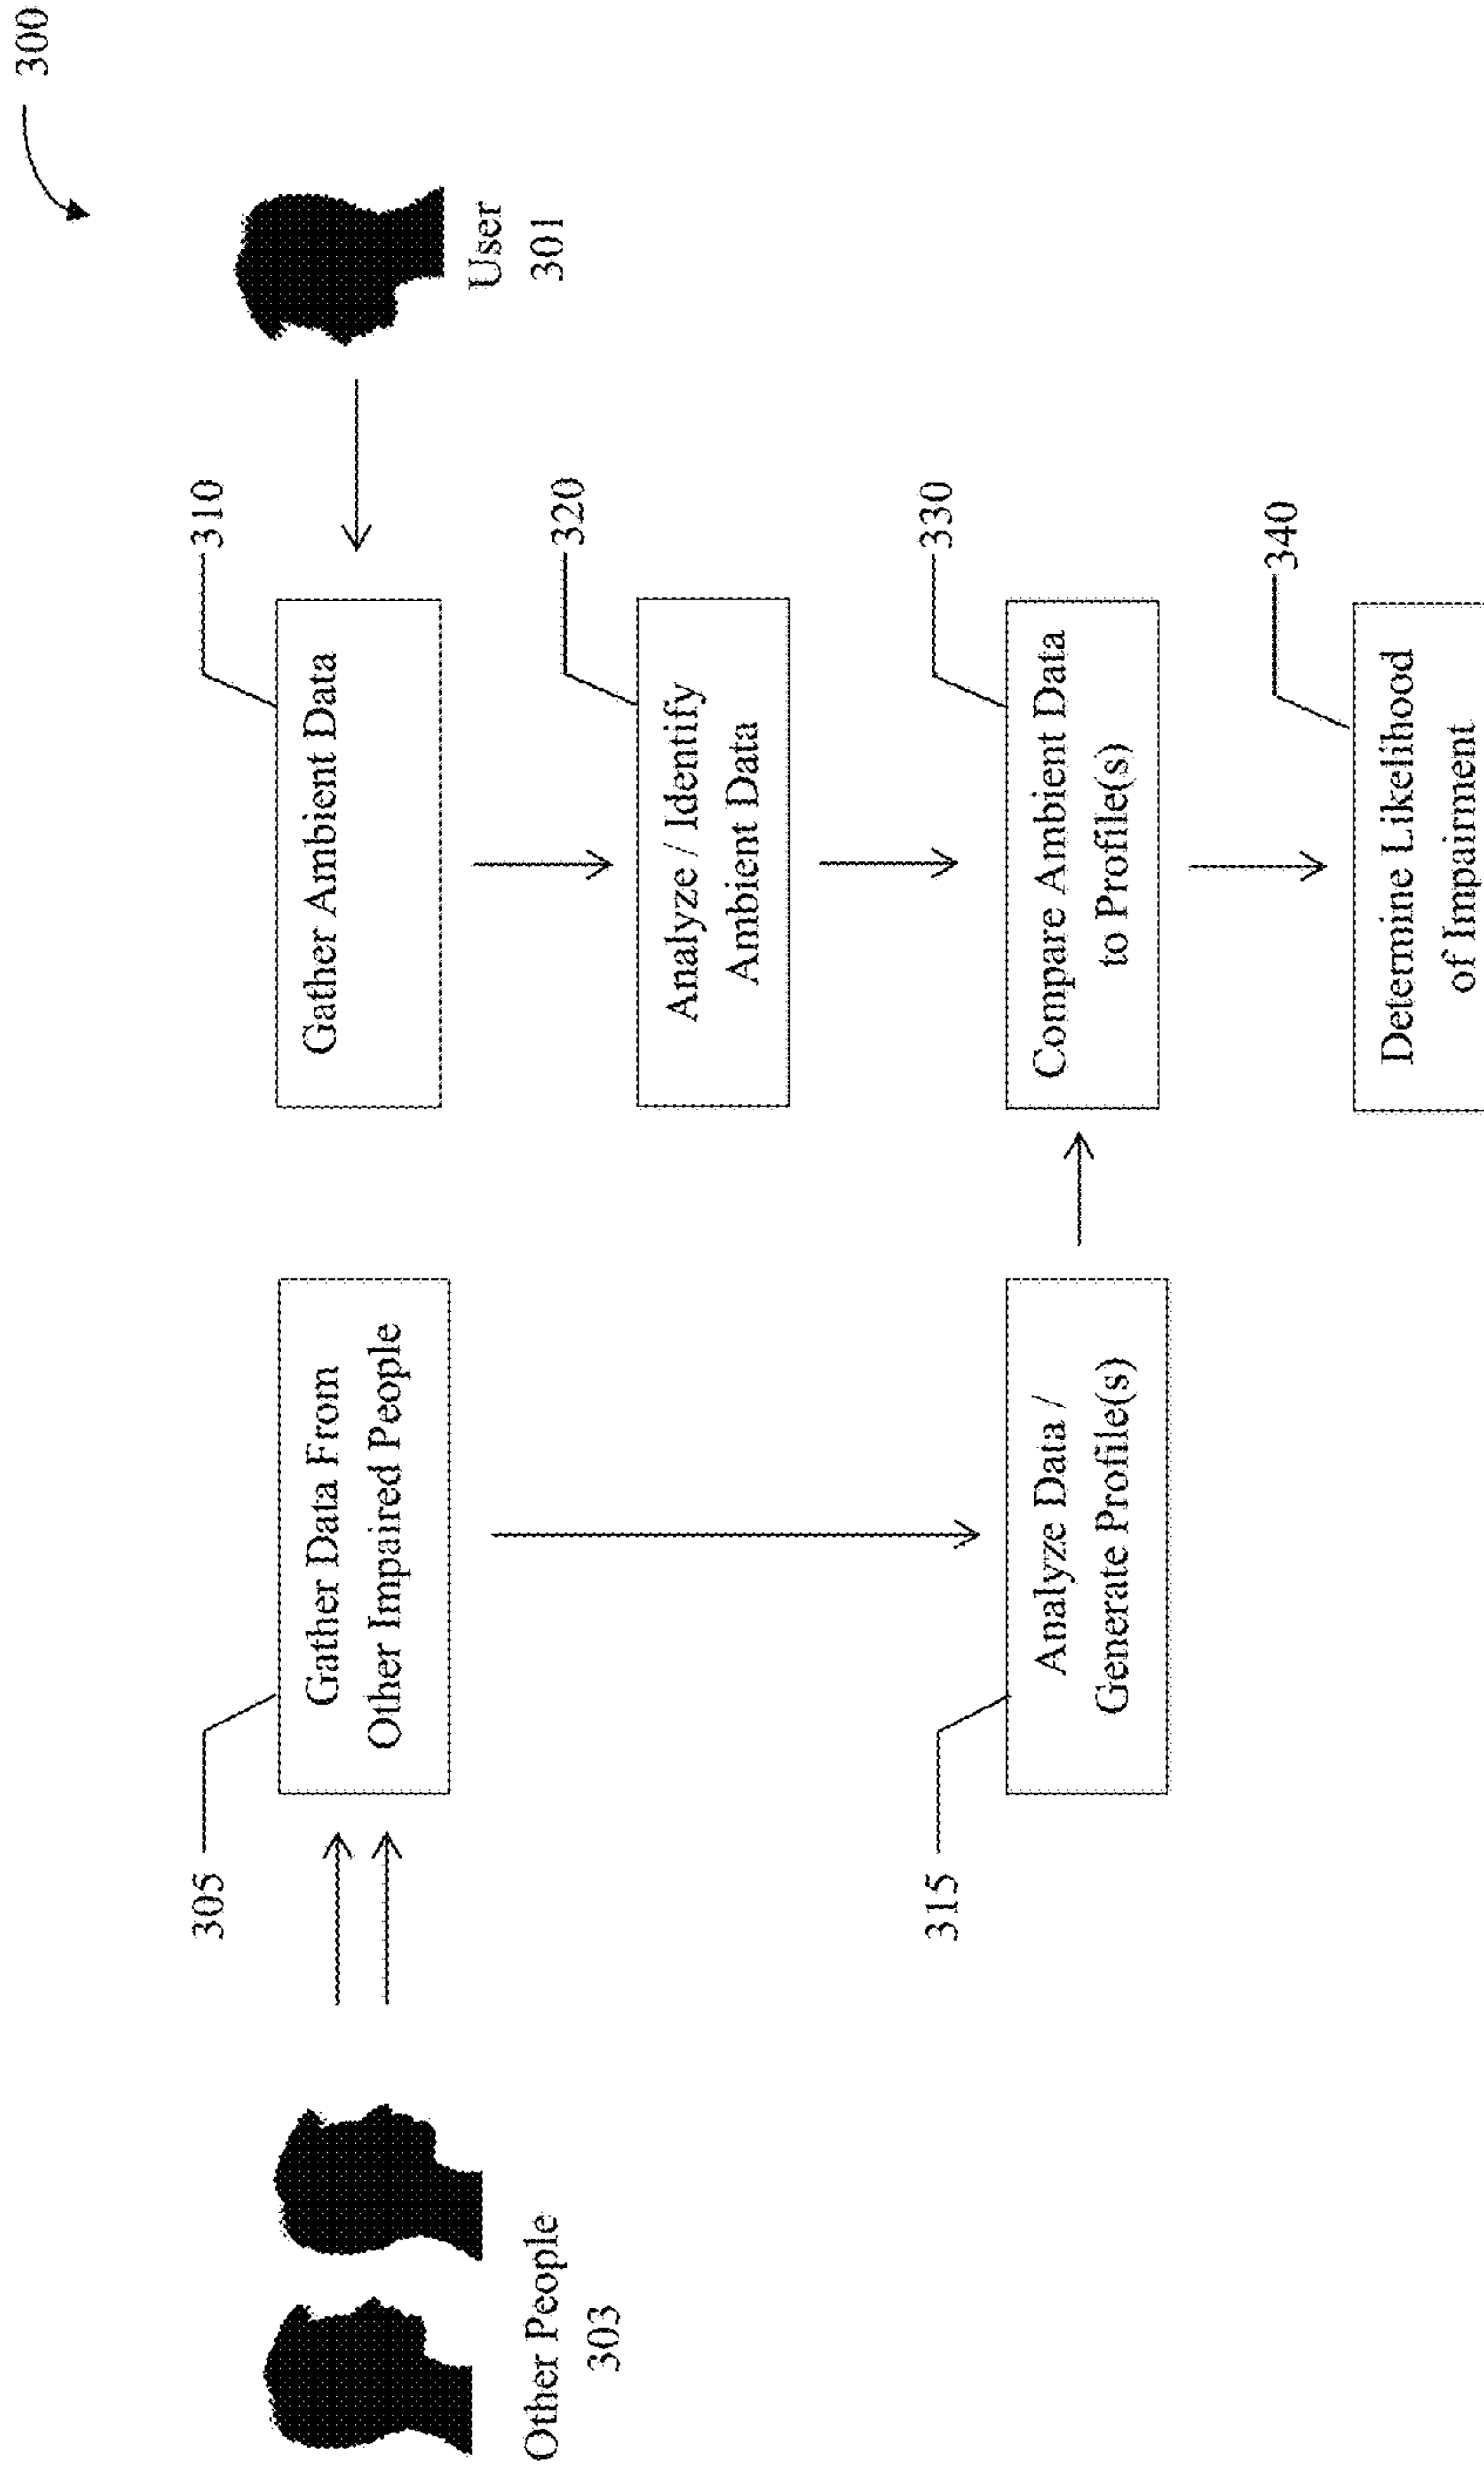 300
305
Gather Data From
Other Impaired People
310
Gather Ambient Data
User
301
Other People
303
320
Analyze / Identify
Ambient Data
315
Analyze Data /
Generate Profile(s)
330
Compare Ambient Data
to Profile(s)
340
Determine Likelihood
of Impairment